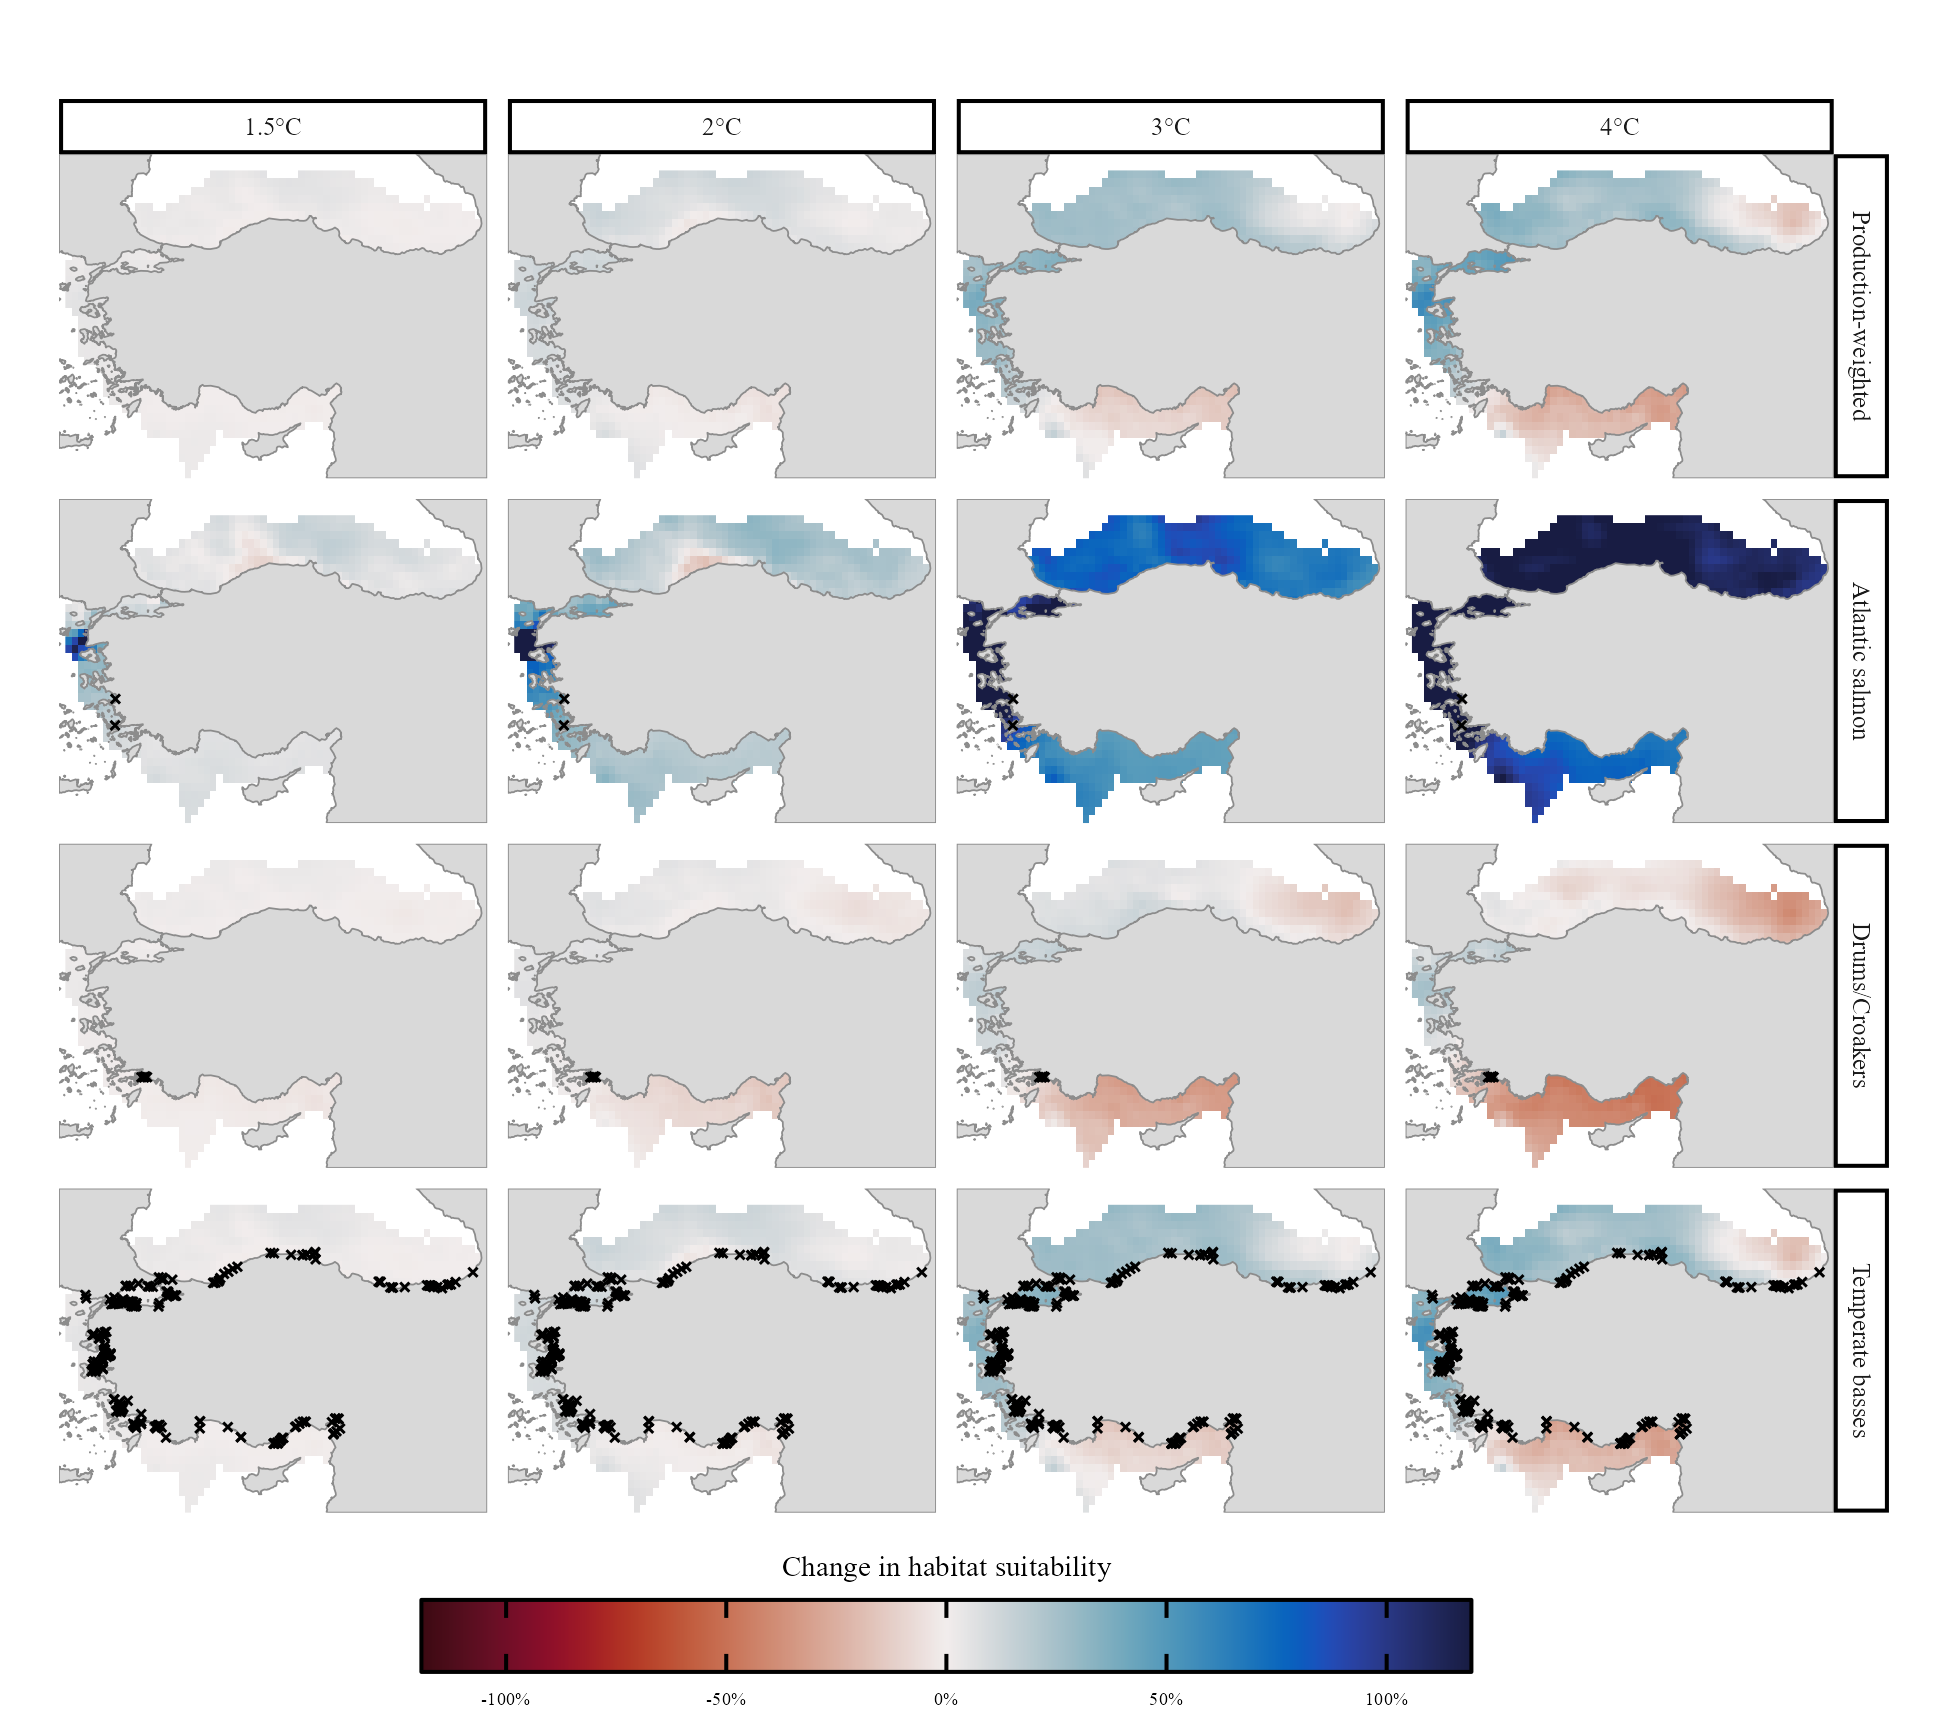 1.5°C
2°C
3°C
4°C
Production-weighted
Atlantic salmon
Drums/Croakers
Temperate basses
Change in habitat suitability
-100%
-50%
0%
50%
100%